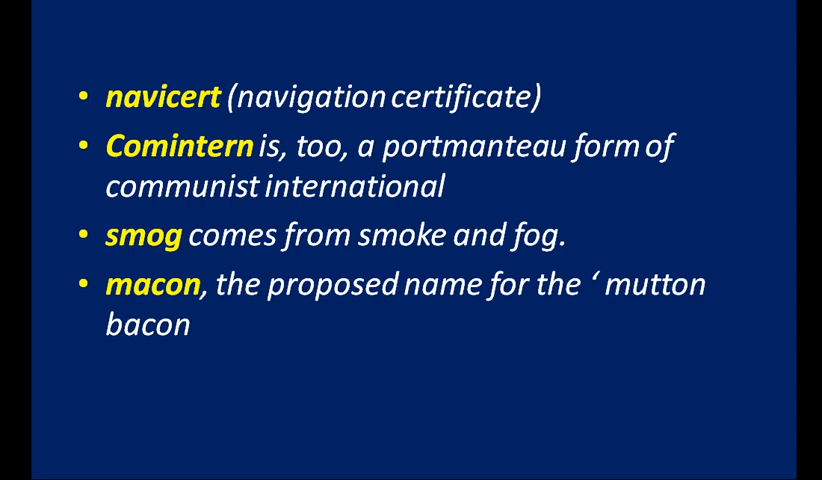 • navicert (navigation certificate)
• Comintern is, too, a portmanteau form of
communist international
• smog comes from smoke and fog.
• macon, the proposed name for the ‘ mutton
bacon